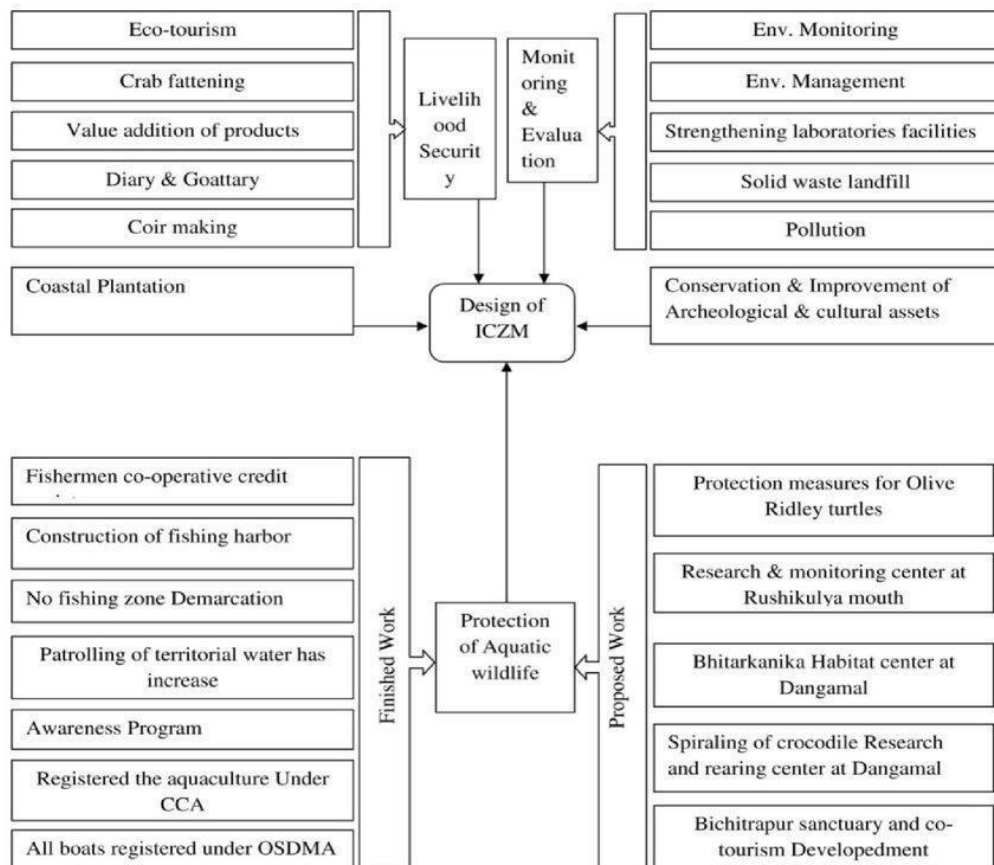 Eco-tourism
Crab fattening
Value addition of products
Diary & Goattary
Coir making
Livelih
ood
Securit
y
Monit
oring
&
Evalua
tion
Env. Monitoring
Env. Management
Strengthening laboratories facilities
Solid waste landfill
Pollution
Coastal Plantation
Design of
ICZM
Conservation & Improvement of
Archeological & cultural assets
Fishermen co-operative credit
Construction of fishing harbor
No fishing zone Demarcation
Patrolling of territorial water has
increase
Awareness Program
Registered the aquaculture Under
CCA
All boats registered under OSDMA
Finished Work
Protection
of Aquatic
wildlife
Proposed Work
Protection measures for Olive
Ridley turtles
Research & monitoring center at
Rushikulya mouth
Bhitarkanika Habitat center at
Dangamal
Spiraling of crocodile Research
and rearing center at Dangamal
Bichitrapur sanctuary and co-
tourism Developedment